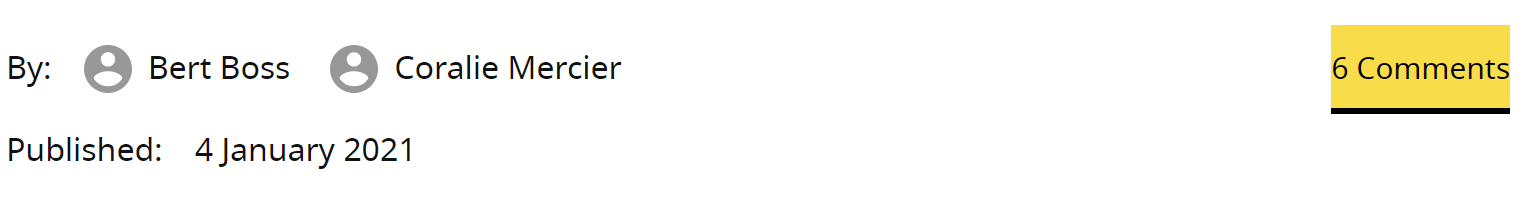 By: Bert Boss Coralie Mercier 6 Comments
Published: 4 January 2021